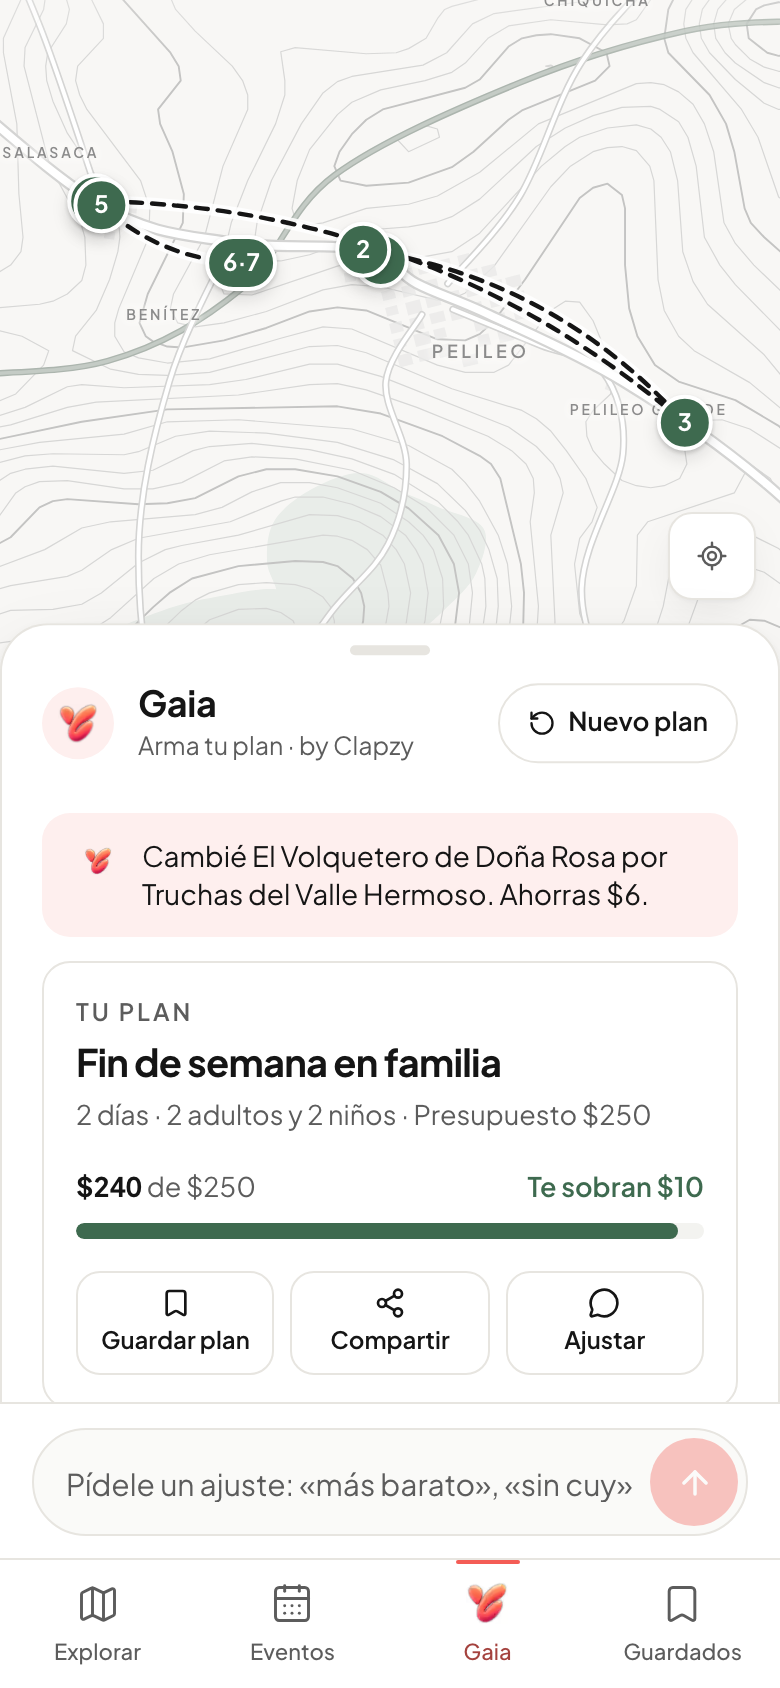 CHIQUICHA
SALASACA
5
2
6·7
BENÍTEZ
PELILEO
PELILEO
3
Gaia
Arma tu plan · by Clapzy
Nuevo plan
Cambié El Volquetero de Doña Rosa por
Truchas del Valle Hermoso. Ahorras $6.
TU PLAN
Fin de semana en familia
2 días · 2 adultos y 2 niños · Presupuesto $250
$240 de $250
Te sobran $10
Guardar plan
Compartir
Ajustar
Pídele un ajuste: «más barato», «sin cuy»
Explorar
Eventos
Gaia
Guardados